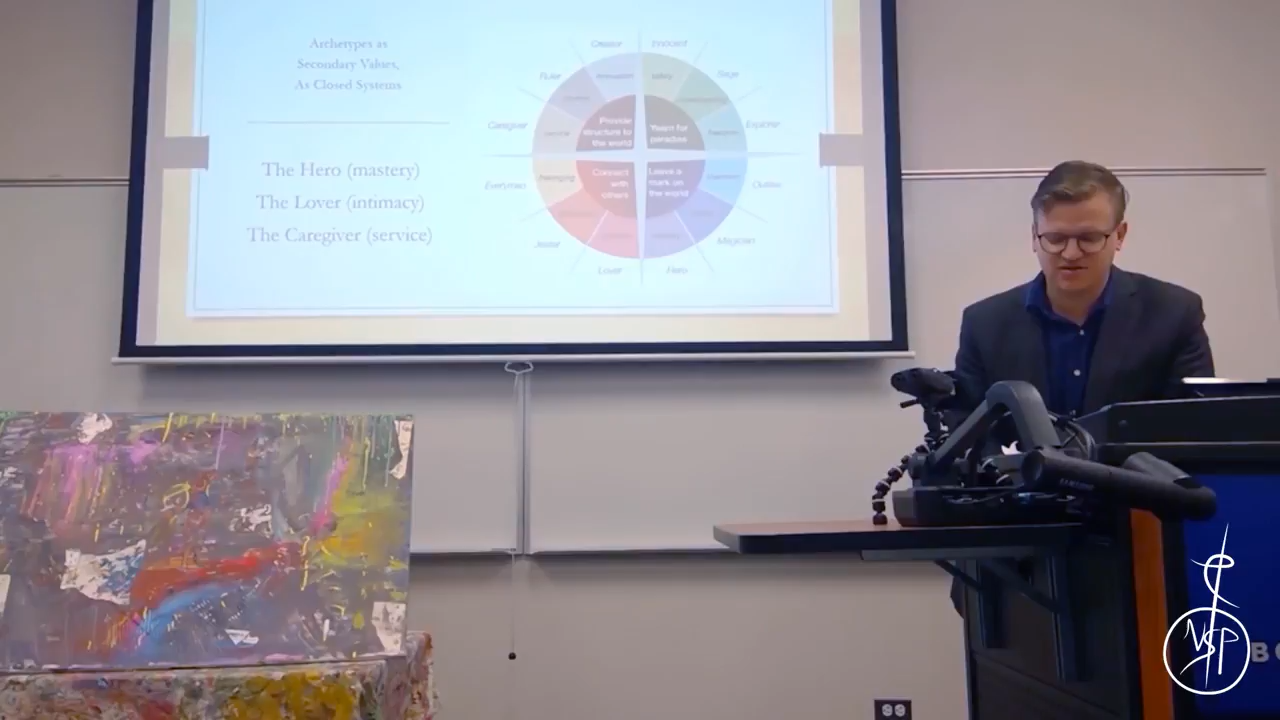 Archetypes as
Secondary Values,
As Closed Systems
The Hero (mastery)
The Lover (intimacy)
The Caregiver (service)
Creator
Innocent
Ruler
Sage
Caregiver
Explorer
Everyman
Outlaw
Jester
Magician
Lover
Hero
Provide
structure to
the world
Yearn for
paradise
Connect
with
others
Leave a
mark on
the world
NSP